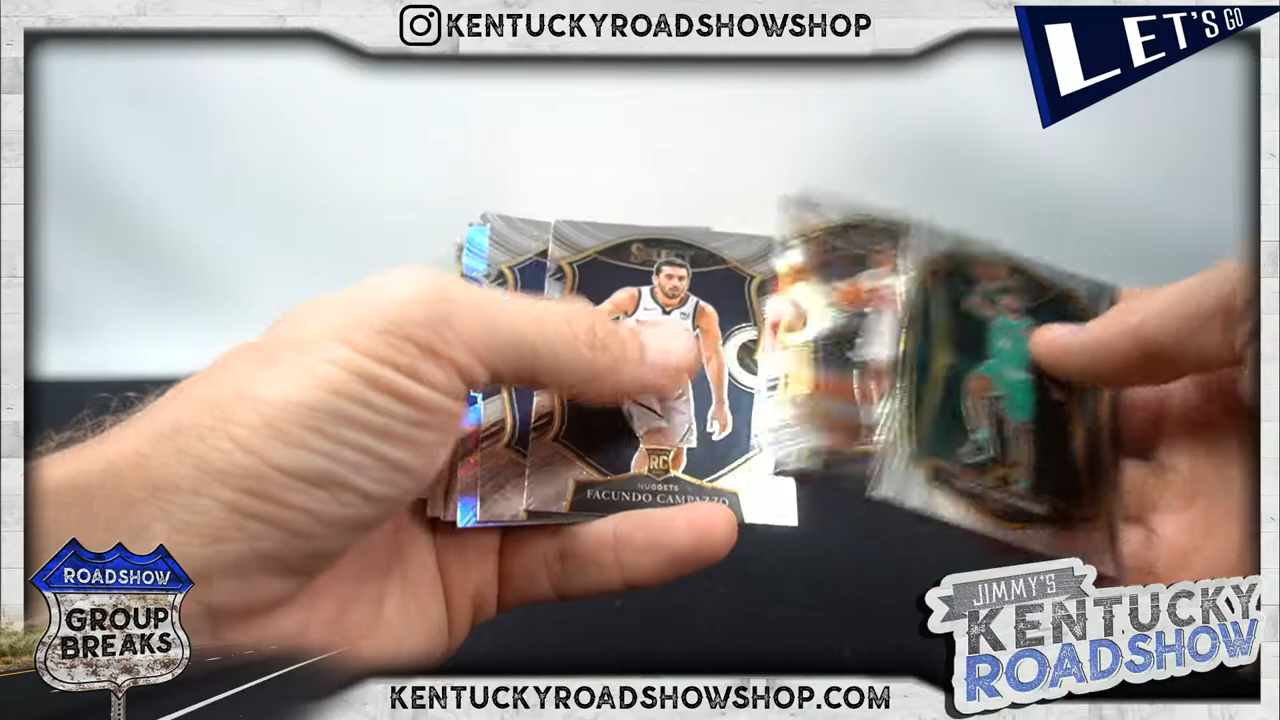 KENTUCKYROADSHOWSHOP
LET'S GO
SELECT
RC
NUGGETS
FACUNDO CAMPAZZO
ROADSHOW
GROUP
BREAKS
JIMMY'S
KENTUCKY
ROADSHOW
KENTUCKYROADSHOWSHOP.COM